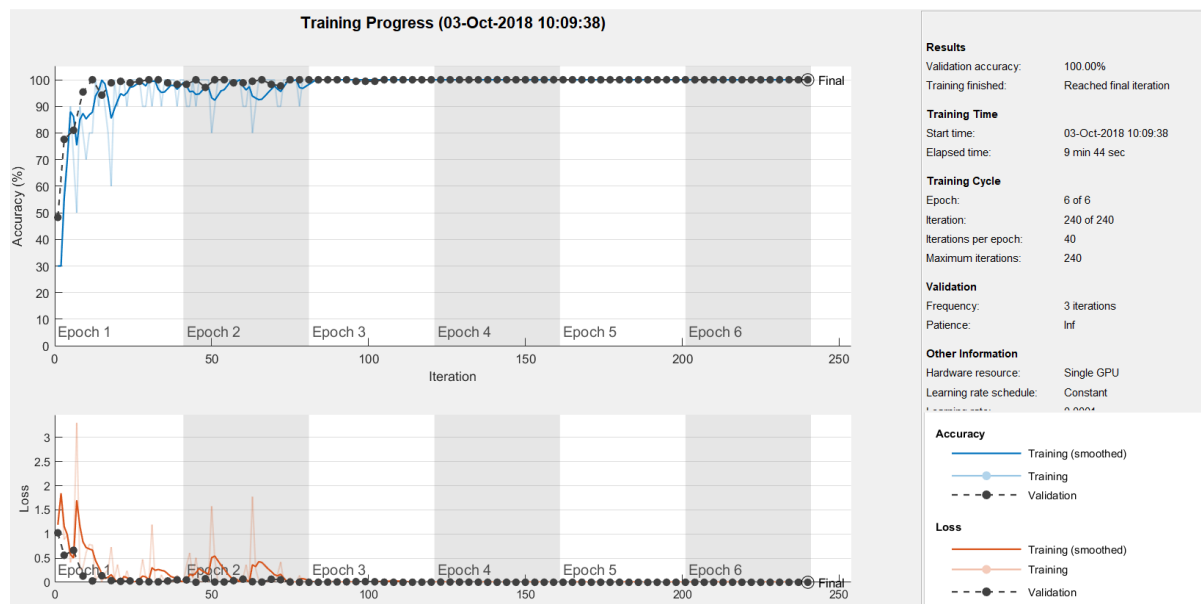 Training Progress (03-Oct-2018 10:09:38)
Accuracy (%)
100
90
80
70
60
50
40
30
20
10
0
Final
Epoch 1 Epoch 2 Epoch 3 Epoch 4 Epoch 5 Epoch 6
0 50 100 150 200 250
Iteration
Loss
3
2.5
2
1.5
1
0.5
0
Epoch 1 Epoch 2 Epoch 3 Epoch 4 Epoch 5 Epoch 6
Final
0 50 100 150 200 250
Results
Validation accuracy: 100.00%
Training finished: Reached final iteration
Training Time
Start time: 03-Oct-2018 10:09:38
Elapsed time: 9 min 44 sec
Training Cycle
Epoch: 6 of 6
Iteration: 240 of 240
Iterations per epoch: 40
Maximum iterations: 240
Validation
Frequency: 3 iterations
Patience: Inf
Other Information
Hardware resource: Single GPU
Learning rate schedule: Constant
Accuracy
Training (smoothed)
Training
Validation
Loss
Training (smoothed)
Training
Validation